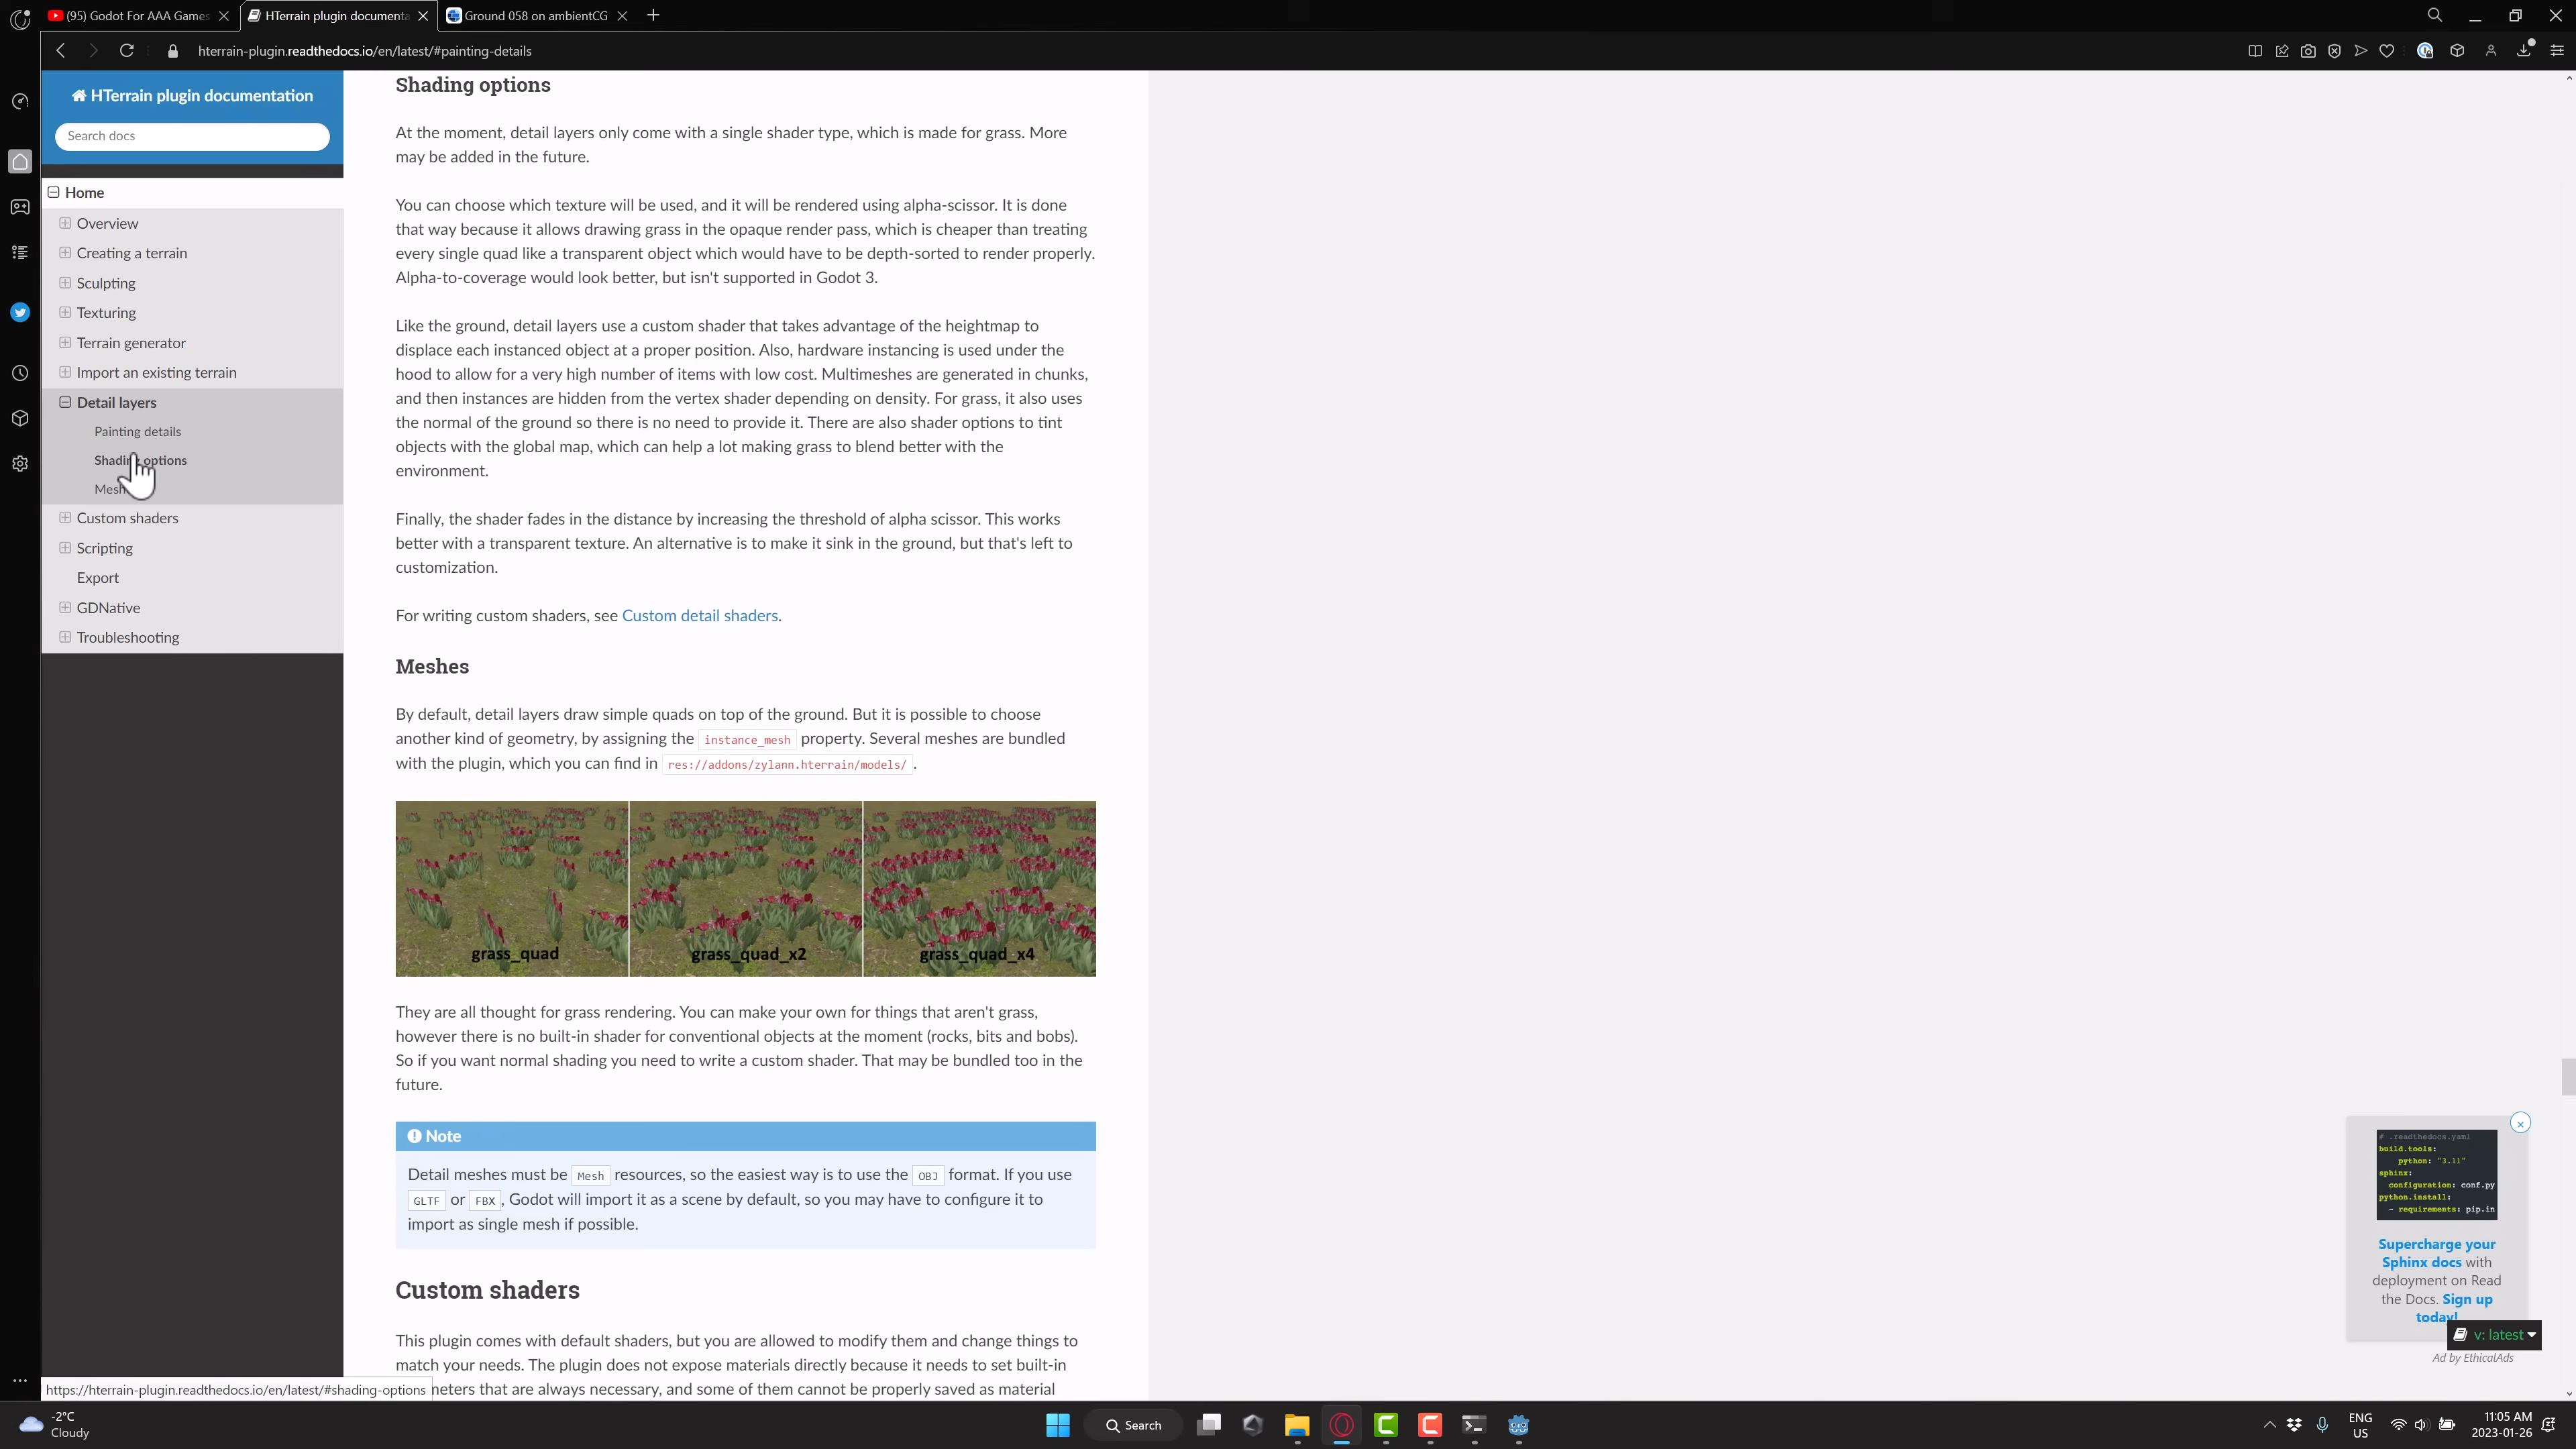 (95) Godot For AAA Games
HTerrain plugin documenta
Ground 058 on ambientCG
hterrain-plugin.readthedocs.io/en/latest/#painting-details
HTerrain plugin documentation
Search docs
Home
Overview
Creating a terrain
Sculpting
Texturing
Terrain generator
Import an existing terrain
Detail layers
Painting details
Shading options
Custom shaders
Scripting
Export
GDNative
Troubleshooting
Shading options
At the moment, detail layers only come with a single shader type, which is made for grass. More
may be added in the future.
You can choose which texture will be used, and it will be rendered using alpha-scissor. It is done
that way because it allows drawing grass in the opaque render pass, which is cheaper than treating
every single quad like a transparent object which would have to be depth-sorted to render properly.
Alpha-to-coverage would look better, but isn't supported in Godot 3.
Like the ground, detail layers use a custom shader that takes advantage of the heightmap to
displace each instanced object at a proper position. Also, hardware instancing is used under the
hood to allow for a very high number of items with low cost. Multimeshes are generated in chunks,
and then instances are hidden from the vertex shader depending on density. For grass, it also uses
the normal of the ground so there is no need to provide it. There are also shader options to tint
objects with the global map, which can help a lot making grass to blend better with the
environment.
Finally, the shader fades in the distance by increasing the threshold of alpha scissor. This works
better with a transparent texture. An alternative is to make it sink in the ground, but that's left to
customization.
For writing custom shaders, see Custom detail shaders.
Meshes
By default, detail layers draw simple quads on top of the ground. But it is possible to choose
another kind of geometry, by assigning the instance_mesh property. Several meshes are bundled
with the plugin, which you can find in res://addons/zylann.hterrain/models/ .
grass_quad
grass_quad_x2
grass_quad_x4
They are all thought for grass rendering. You can make your own for things that aren't grass,
however there is no built-in shader for conventional objects at the moment (rocks, bits and bobs).
So if you want normal shading you need to write a custom shader. That may be bundled too in the
future.
Note
Detail meshes must be Mesh resources, so the easiest way is to use the OBJ format. If you use
GLTF or FBX, Godot will import it as a scene by default, so you may have to configure it to
import as single mesh if possible.
Custom shaders
This plugin comes with default shaders, but you are allowed to modify them and change things to
match your needs. The plugin does not expose materials directly because it needs to set built-in
meters that are always necessary, and some of them cannot be properly saved as material
https://hterrain-plugin.readthedocs.io/en/latest/#shading-options
# .readthedocs.yaml
build.tools:
python: "3.11"
sphinx:
configuration: conf.py
python.install:
- requirements: pip.in
Supercharge your
Sphinx docs with
deployment on Read
the Docs. Sign up
today!
v: latest
Ad by EthicalAds
-2°C
Cloudy
Search
ENG
US
11:05 AM
2023-01-26